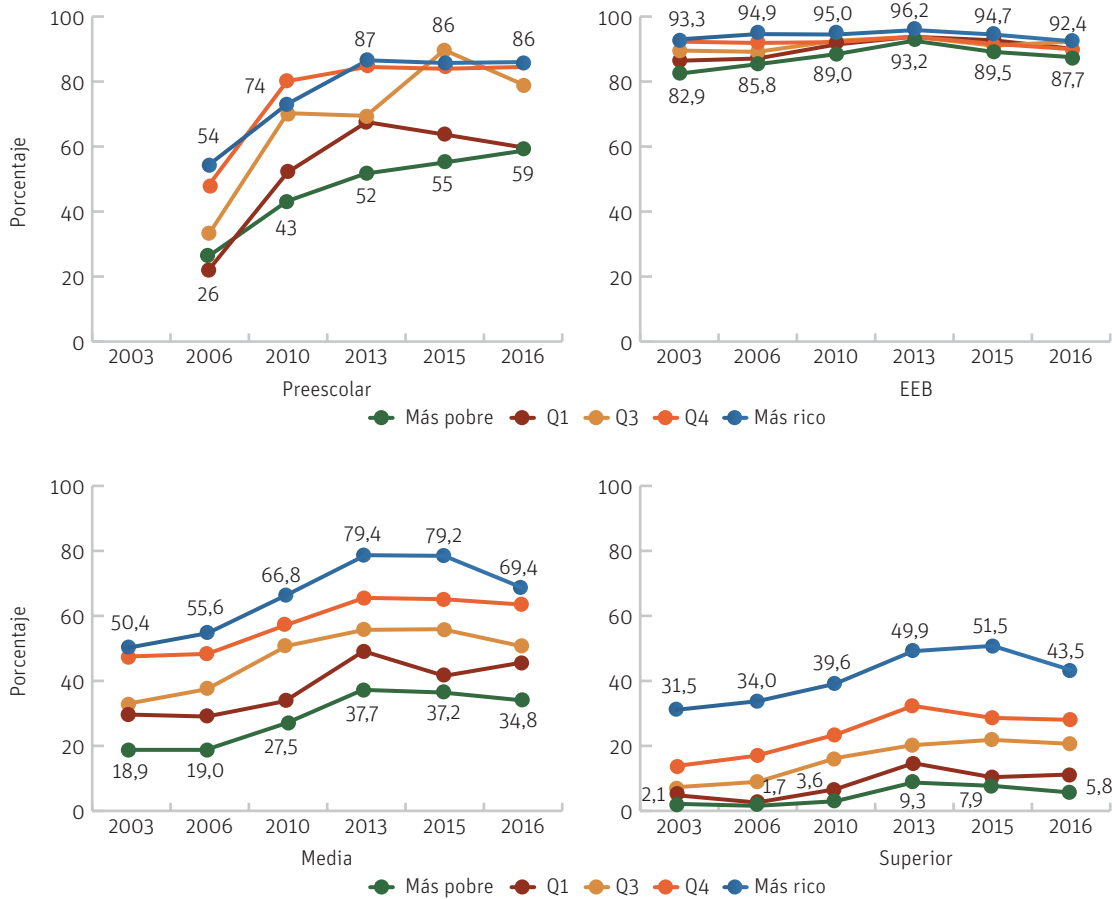 100
80
60
40
20
0
Porcentaje
54
74
87
86
86
26
43
52
55
59
2003 2006 2010 2013 2015 2016
Preescolar
100
80
60
40
20
0
93,3 94,9 95,0 96,2 94,7 92,4
82,9 85,8 89,0 93,2 89,5 87,7
2003 2006 2010 2013 2015 2016
EEB
Más pobre Q1 Q3 Q4 Más rico
100
80
60
40
20
0
Porcentaje
50,4 55,6 66,8 79,4 79,2 69,4
18,9 19,0 27,5 37,7 37,2 34,8
2003 2006 2010 2013 2015 2016
Media
100
80
60
40
20
0
31,5 34,0 39,6 49,9 51,5 43,5
2,1 1,7 3,6 9,3 7,9 5,8
2003 2006 2010 2013 2015 2016
Superior
Más pobre Q1 Q3 Q4 Más rico